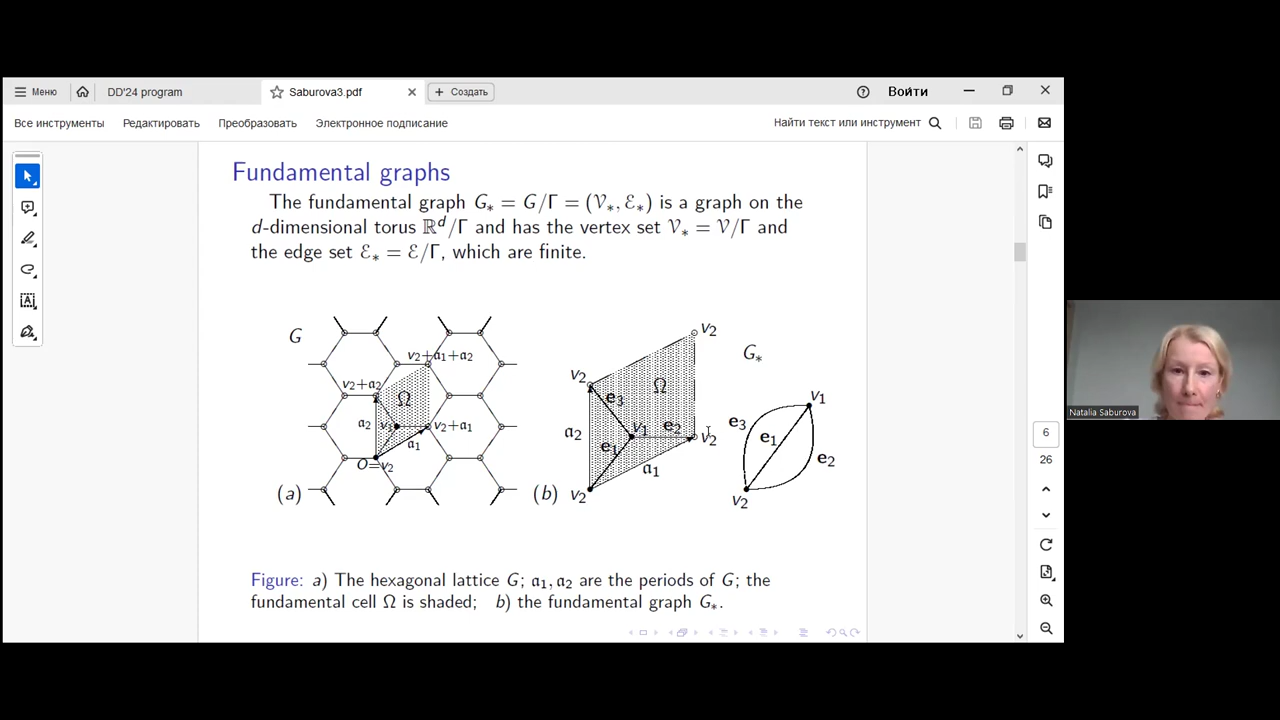 Меню
DD'24 program
Saburova3.pdf
Создать
Войти
Все инструменты
Редактировать
Преобразовать
Электронное подписание
Найти текст или инструмент
Fundamental graphs
The fundamental graph G∗ = G/Γ = (𝒱∗, ℰ∗) is a graph on the
d-dimensional torus ℝᵈ/Γ and has the vertex set 𝒱∗ = 𝒱/Γ and
the edge set ℰ∗ = ℰ/Γ, which are finite.
G
v₂+𝔞₁+𝔞₂
v₂+𝔞₂
Ω
𝔞₂
v₁
v₂+𝔞₁
𝔞₁
O=v₂
(a)
v₂
v₂
Ω
e₃
𝔞₂
v₁
e₂
v₂
e₁
𝔞₁
(b)
v₂
G∗
v₁
e₃
e₁
e₂
v₂
Figure: a) The hexagonal lattice G; 𝔞₁, 𝔞₂ are the periods of G; the
fundamental cell Ω is shaded; b) the fundamental graph G∗.
6
26
Natalia Saburova